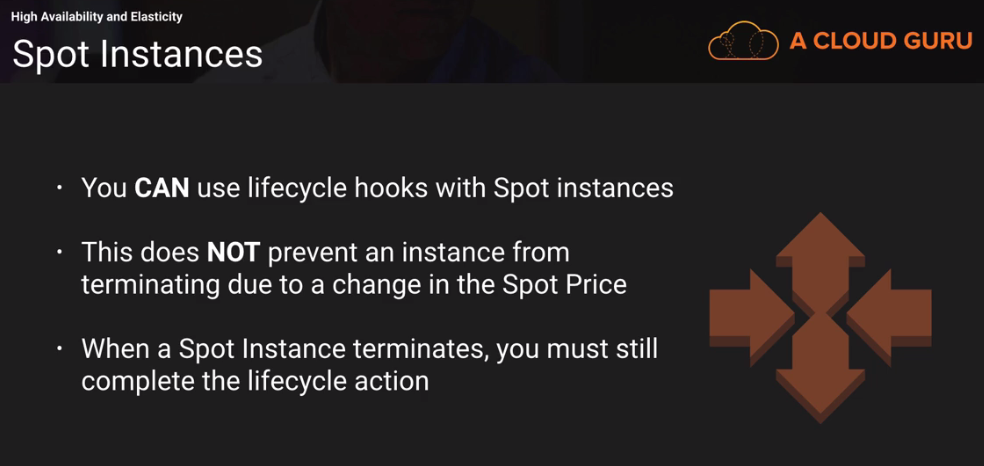 High Availability and Elasticity
Spot Instances
A CLOUD GURU
• You CAN use lifecycle hooks with Spot instances
• This does NOT prevent an instance from
terminating due to a change in the Spot Price
• When a Spot Instance terminates, you must still
complete the lifecycle action